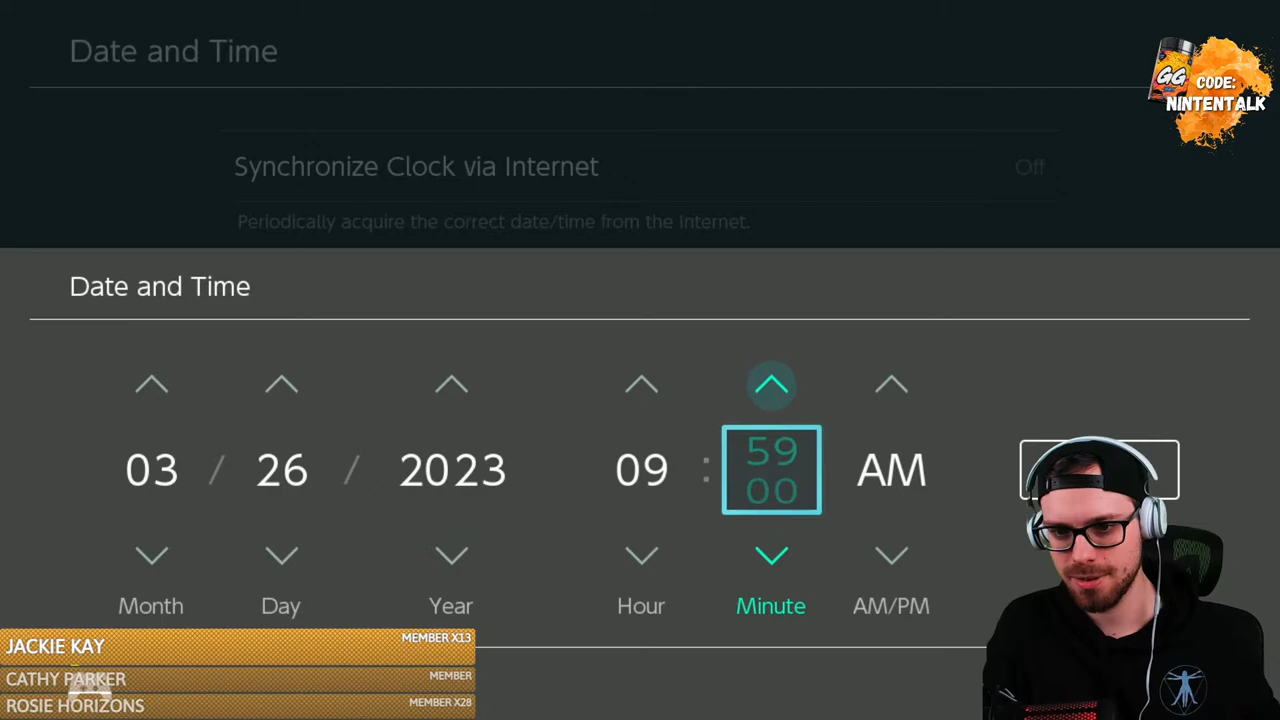 Date and Time
GG
CODE:
NINTENTALK
Synchronize Clock via Internet Off
Periodically acquire the correct date/time from the Internet.
Date and Time
59
03 / 26 / 2023 09 : AM
00
Month Day Year Hour Minute AM/PM
JACKIE KAY MEMBER X13
CATHY PARKER MEMBER
ROSIE HORIZONS MEMBER X28